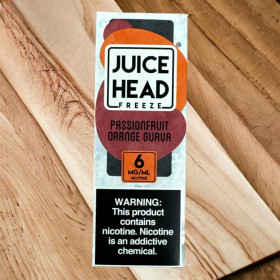 JUICE
HEAD
®
FREEZE
PASSIONFRUIT
ORANGE GUAVA
6
MG/ML
NICOTINE
WARNING:
This product
contains
nicotine. Nicotine
is an addictive
chemical.